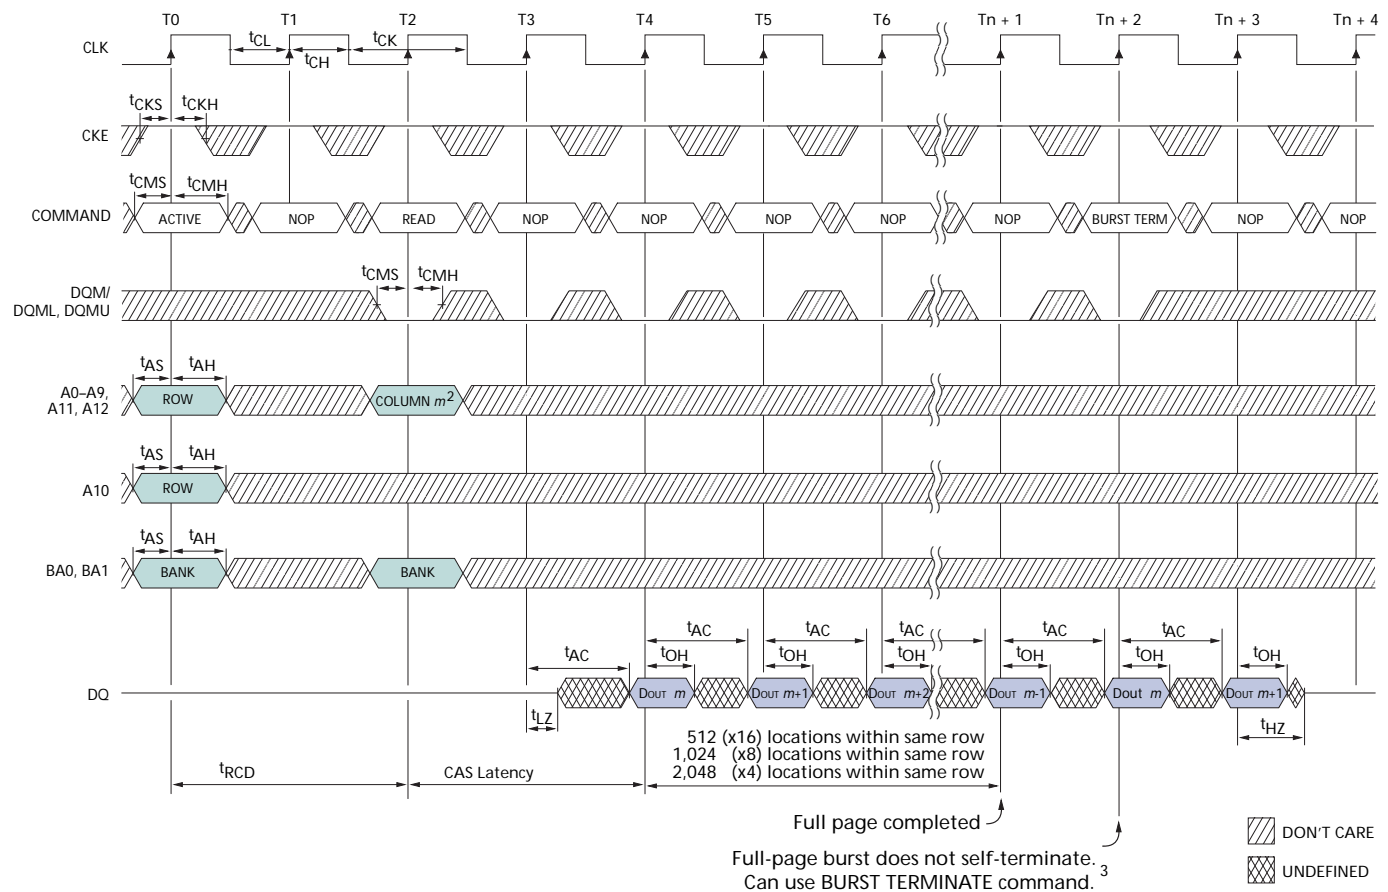 T0 T1 T2 T3 T4 T5 T6 Tn + 1 Tn + 2 Tn + 3 Tn + 4
CLK tCL tCH tCK
tCKS tCKH
CKE
tCMS tCMH
COMMAND ACTIVE NOP READ NOP NOP NOP NOP NOP BURST TERM NOP NOP
tCMS tCMH
DQM/
DQML, DQMU
tAS tAH
A0–A9,
A11, A12 ROW COLUMN m2
tAS tAH
A10 ROW
tAS tAH
BA0, BA1 BANK BANK
tAC tAC tAC tAC tAC tAC
tOH tOH tOH tOH tOH tOH
DQ DOUT m DOUT m+1 DOUT m+2 DOUT m-1 Dout m DOUT m+1
tLZ tHZ
512 (x16) locations within same row
1,024 (x8) locations within same row
2,048 (x4) locations within same row
tRCD CAS Latency
Full page completed
Full-page burst does not self-terminate.
Can use BURST TERMINATE command. 3
DON'T CARE
UNDEFINED